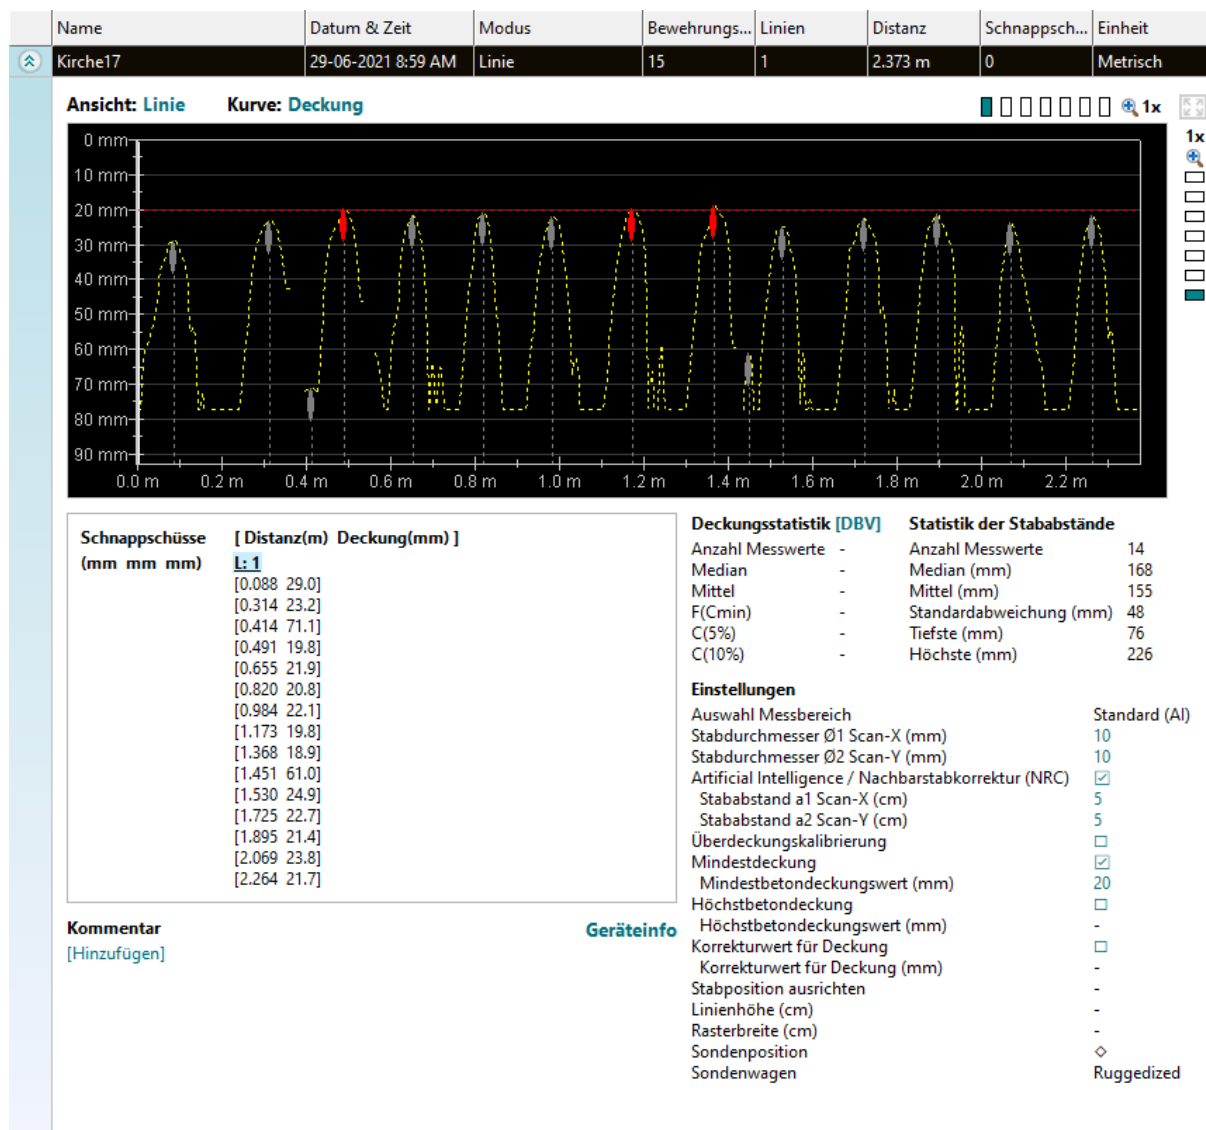 Name Datum & Zeit Modus Bewehrungs... Linien Distanz Schnappsch... Einheit
Kirche17 29-06-2021 8:59 AM Linie 15 1 2.373 m 0 Metrisch
Ansicht: Linie Kurve: Deckung 1x
1x
0 mm
10 mm
20 mm
30 mm
40 mm
50 mm
60 mm
70 mm
80 mm
90 mm
0.0 m 0.2 m 0.4 m 0.6 m 0.8 m 1.0 m 1.2 m 1.4 m 1.6 m 1.8 m 2.0 m 2.2 m
Schnappschüsse [ Distanz(m) Deckung(mm) ]
(mm mm mm) L: 1
[0.088 29.0]
[0.314 23.2]
[0.414 71.1]
[0.491 19.8]
[0.655 21.9]
[0.820 20.8]
[0.984 22.1]
[1.173 19.8]
[1.368 18.9]
[1.451 61.0]
[1.530 24.9]
[1.725 22.7]
[1.895 21.4]
[2.069 23.8]
[2.264 21.7]
Kommentar Geräteinfo
[Hinzufügen]
Deckungsstatistik [DBV] Statistik der Stababstände
Anzahl Messwerte - Anzahl Messwerte 14
Median - Median (mm) 168
Mittel - Mittel (mm) 155
F(Cmin) - Standardabweichung (mm) 48
C(5%) - Tiefste (mm) 76
C(10%) - Höchste (mm) 226
Einstellungen
Auswahl Messbereich Standard (AI)
Stabdurchmesser Ø1 Scan-X (mm) 10
Stabdurchmesser Ø2 Scan-Y (mm) 10
Artificial Intelligence / Nachbarstabkorrektur (NRC)
Stababstand a1 Scan-X (cm) 5
Stababstand a2 Scan-Y (cm) 5
Überdeckungskalibrierung
Mindestdeckung
Mindestbetondeckungswert (mm) 20
Höchstbetondeckung
Höchstbetondeckungswert (mm) -
Korrekturwert für Deckung
Korrekturwert für Deckung (mm) -
Stabposition ausrichten -
Linienhöhe (cm) -
Rasterbreite (cm) -
Sondenposition
Sondenwagen Ruggedized